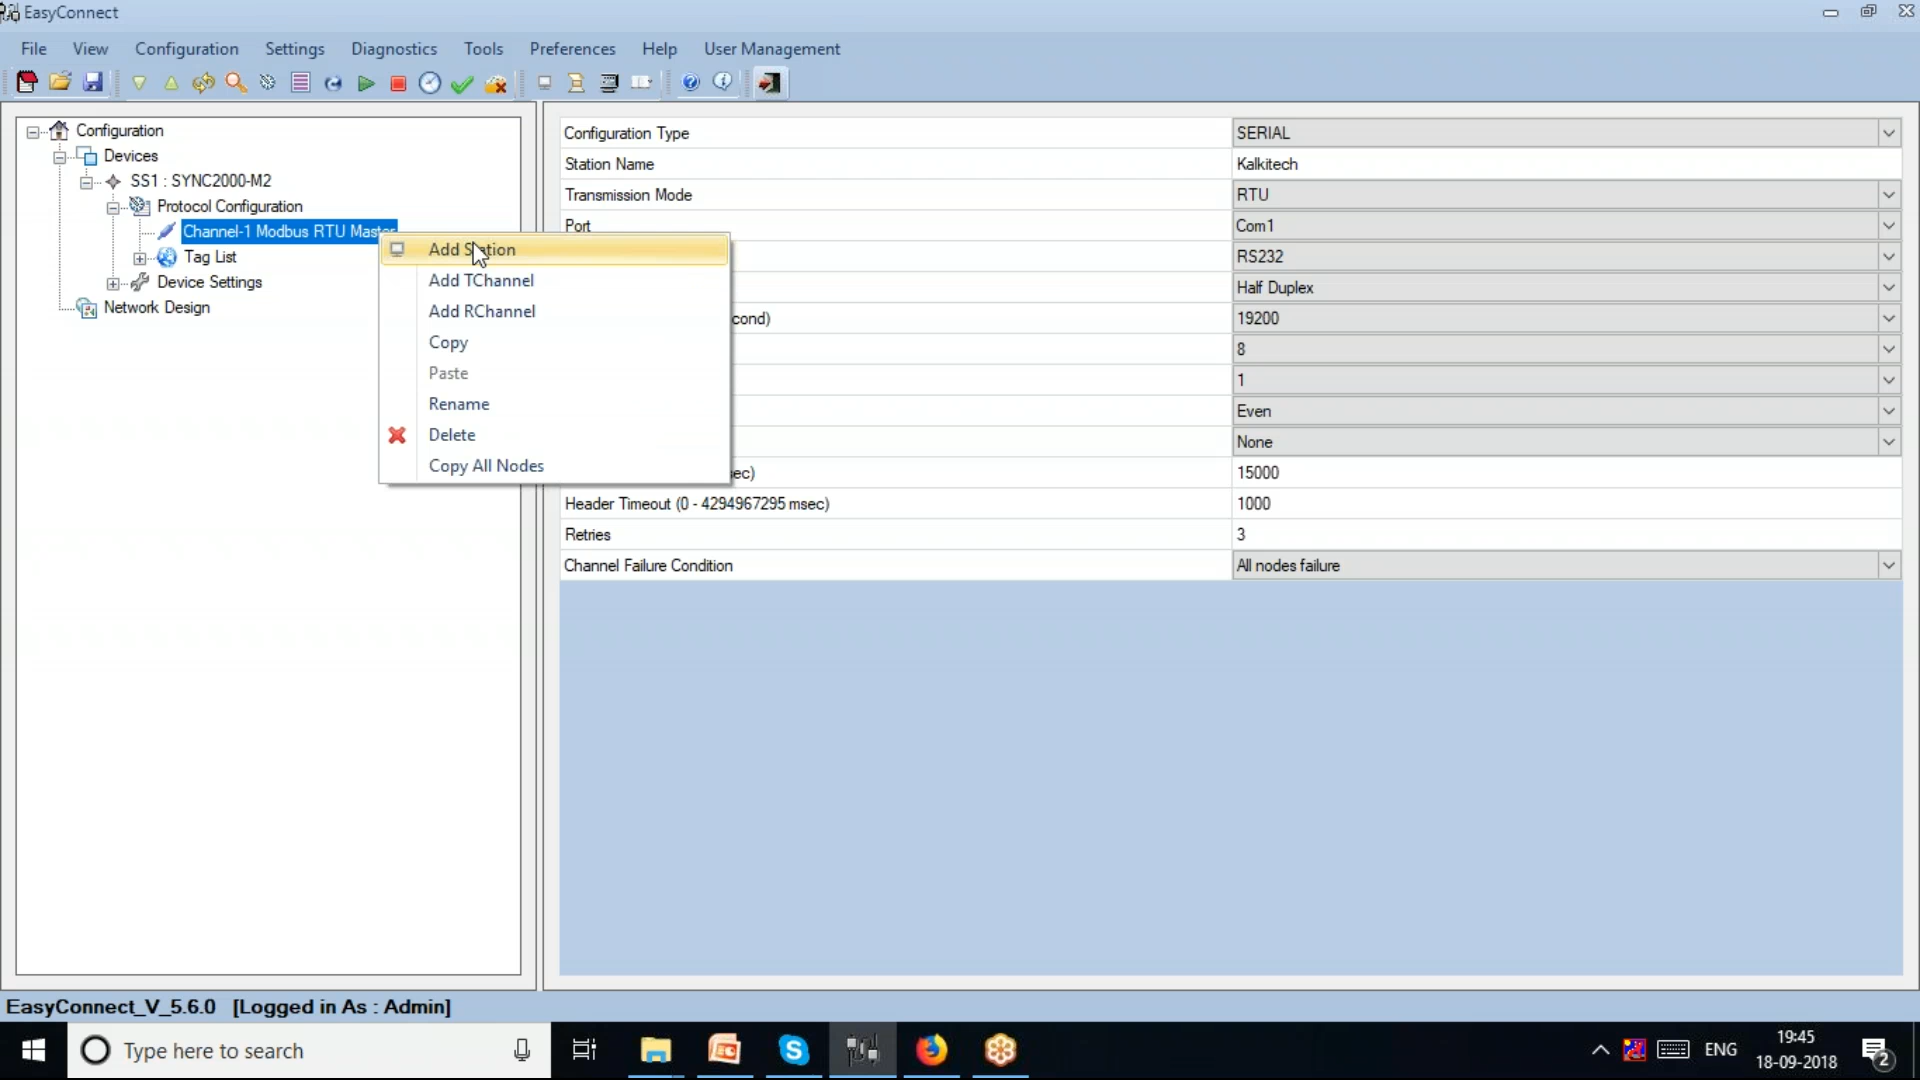 EasyConnect
File View Configuration Settings Diagnostics Tools Preferences Help User Management
Configuration
Devices
SS1 : SYNC2000-M2
Protocol Configuration
Channel-1 Modbus RTU Master
Tag List
Device Settings
Network Design
Add Station
Add TChannel
Add RChannel
Copy
Paste
Rename
Delete
Copy All Nodes
Configuration Type SERIAL
Station Name Kalkitech
Transmission Mode RTU
Port Com1
RS232
Half Duplex
cond) 19200
8
1
Even
None
ec) 15000
Header Timeout (0 - 4294967295 msec) 1000
Retries 3
Channel Failure Condition All nodes failure
EasyConnect_V_5.6.0 [Logged in As : Admin]
Type here to search
ENG
19:45
18-09-2018
2